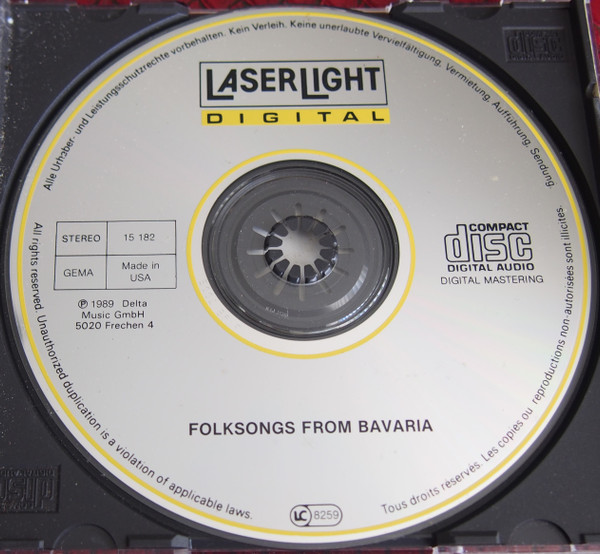 Alle Urheber- und Leistungsschutzrechte vorbehalten. Kein Verleih. Keine unerlaubte Vervielfältigung, Vermietung, Aufführung, Sendung.
LASERLIGHT
DIGITAL
STEREO 15 182
GEMA Made in
USA
℗ 1989 Delta
Music GmbH
5020 Frechen 4
COMPACT
disc
DIGITAL AUDIO
DIGITAL MASTERING
FOLKSONGS FROM BAVARIA
All rights reserved. Unauthorized duplication is a violation of applicable laws.
LC 8259
Tous droits réservés. Les copies ou reproductions non-autorisées sont illicites.